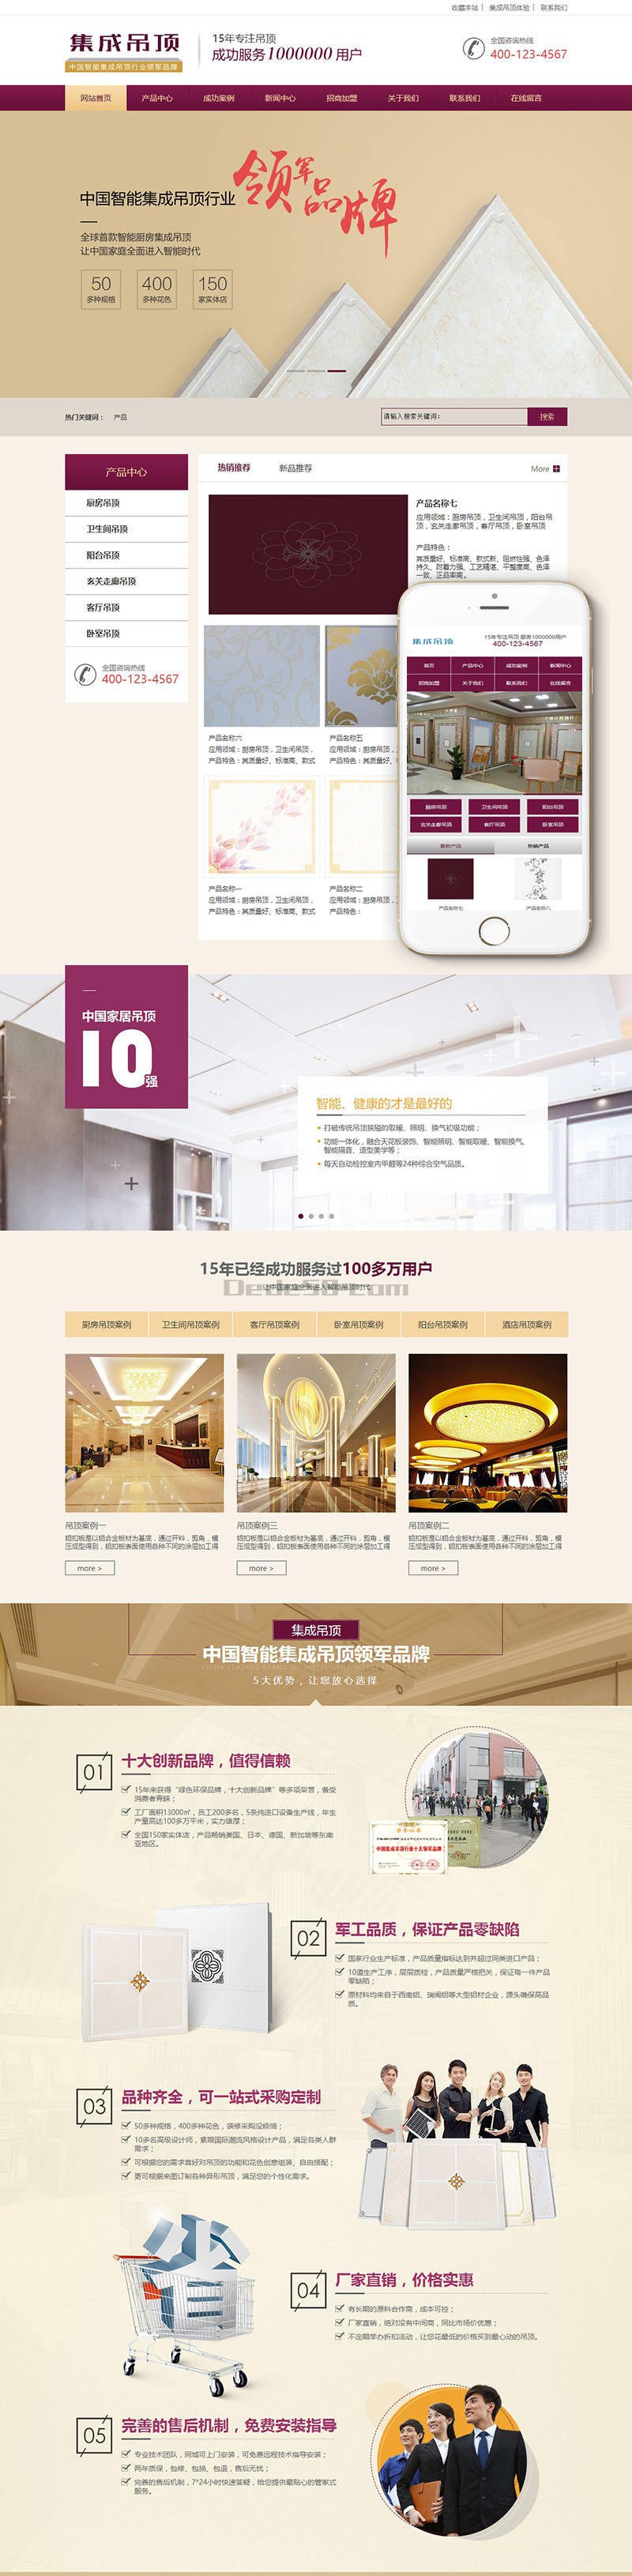 收藏本站 | 集成吊顶体验 | 联系我们
集成吊顶
中国智能集成吊顶行业领军品牌
15年专注吊顶
成功服务1000000 用户
全国咨询热线
400-123-4567
网站首页 产品中心 成功案例 新闻中心 招商加盟 关于我们 联系我们 在线留言
中国智能集成吊顶行业
领军品牌
全球首款智能厨房集成吊顶
让中国家庭全面进入智能时代
50 400 150
多种规格 多种花色 家实体店
热门关键词： 产品
请输入搜索关键词： 搜索
产品中心
厨房吊顶
卫生间吊顶
阳台吊顶
玄关走廊吊顶
客厅吊顶
卧室吊顶
全国咨询热线
400-123-4567
热销推荐 新品推荐 More
产品名称七
应用领域：厨房吊顶，卫生间吊顶，阳台吊
顶，玄关走廊吊顶，客厅吊顶，卧室吊顶
产品特色：
其质量好、标准高、款式新、阻燃性强、色泽
持久、附着力强、工艺精湛、平整度高、色泽
一致、正品率高。
产品名称六
应用领域：厨房吊顶，卫生间吊顶，
产品特色：其质量好、标准高、款式
产品名称五
应用领域：厨房吊顶，
产品特色：其质量好、
产品名称一
应用领域：厨房吊顶，卫生间吊顶，
产品特色：其质量好、标准高、款式
产品名称二
应用领域：厨房吊顶，
产品特色：
集成吊顶
15年专注吊顶 服务1000000用户
400-123-4567
首页 产品中心 成功案例 新闻中心
招商加盟 关于我们 联系我们 在线留言
厨房吊顶 卫生间吊顶 阳台吊顶
玄关走廊吊顶 客厅吊顶 卧室吊顶
最新产品 热销产品
产品名称七 产品名称八
中国家居吊顶
10强
智能、健康的才是最好的
打破传统吊顶狭隘的取暖、照明、换气初级功能；
功能一体化，融合天花板装饰、智能照明、智能取暖、智能换气、
智能隔音、造型美学等；
每天自动检控室内甲醛等24种综合空气品质。
15年已经成功服务过100多万用户
让中国家庭全面进入智能吊顶时代
Dede58.com
厨房吊顶案例 卫生间吊顶案例 客厅吊顶案例 卧室吊顶案例 阳台吊顶案例 酒店吊顶案例
吊顶案例一
铝扣板是以铝合金板材为基底，通过开料，剪角，模
压成型得到，铝扣板表面使用各种不同的涂层加工得
more >
吊顶案例三
铝扣板是以铝合金板材为基底，通过开料，剪角，模
压成型得到，铝扣板表面使用各种不同的涂层加工得
more >
吊顶案例二
铝扣板是以铝合金板材为基底，通过开料，剪角，模
压成型得到，铝扣板表面使用各种不同的涂层加工得
more >
集成吊顶
中国智能集成吊顶领军品牌
5大优势，让您放心选择
01 十大创新品牌，值得信赖
15年来获得“绿色环保品牌，十大创新品牌”等多项荣誉，备受
消费者青睐；
工厂面积13000㎡，员工200多名，5条纯进口设备生产线，年生
产量高达100多万平米，实力雄厚；
全国150家实体店，产品畅销美国、日本、德国、新加坡等东南
亚地区。
中国集成吊顶行业十大领军品牌
02 军工品质，保证产品零缺陷
国家行业生产标准，产品质量指标达到并超过同类进口产品；
10道生产工序，层层质检，产品质量严格把关，保证每一件产品
零缺陷；
原材料均来自于西南铝、瑞闽铝等大型铝材企业，源头确保高品
质。
03 品种齐全，可一站式采购定制
50多种规格，400多种花色，装修采购没烦恼；
10多名高级设计师，紧跟国际潮流风格设计产品，满足各类人群
需求；
可根据您的需求喜好对吊顶的功能和花色创意组装、自由搭配；
更可根据来图订制各种异形吊顶，满足您的个性化需求。
04 厂家直销，价格实惠
有长期的原料合作商，成本可控；
厂家直销，绝对没有中间商，同比市场价优惠；
不定期举办折扣活动，让您花最低的价格买到最心动的吊顶。
05 完善的售后机制，免费安装指导
专业技术团队，同城可上门安装，可免费远程技术指导安装；
两年质保，包修、包换、包退，售后无忧；
完善的售后机制，7*24小时快速答疑，给您提供最贴心的管家式
服务。